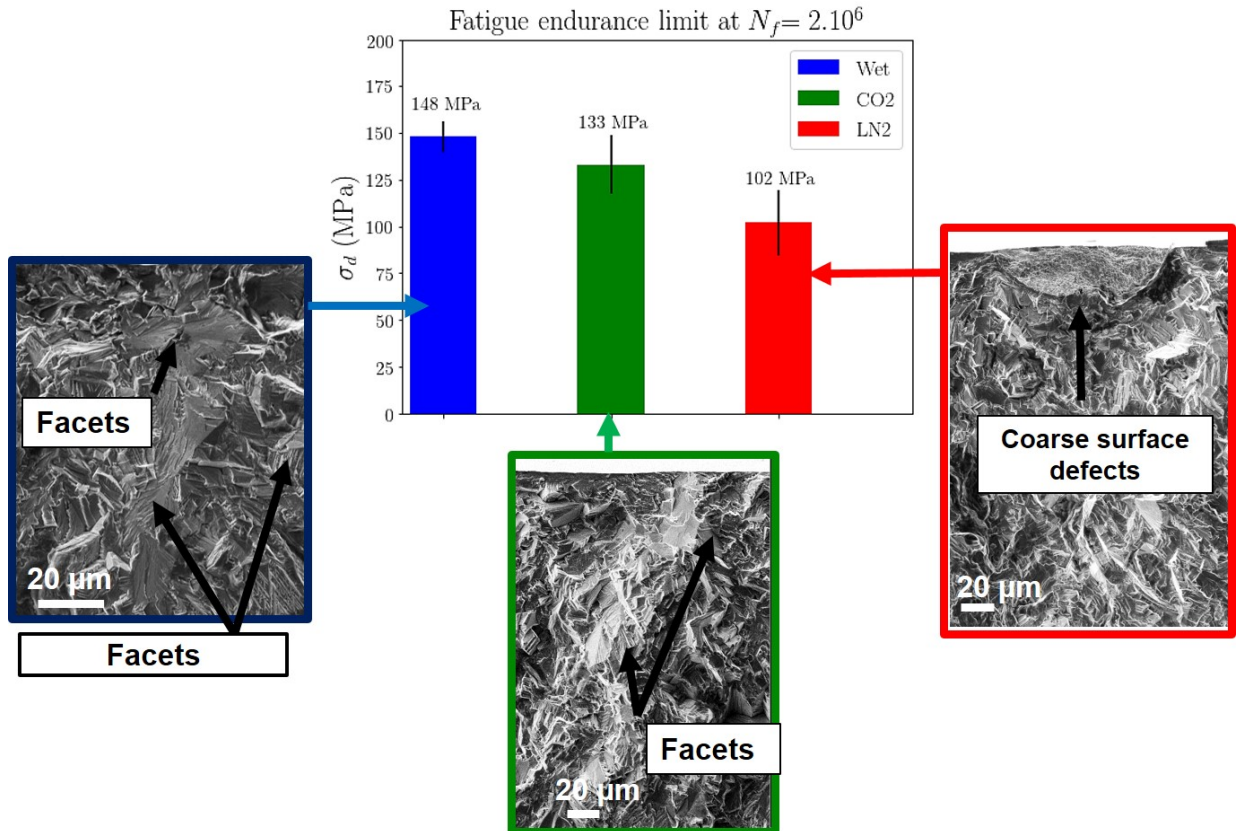 Fatigue endurance limit at N_f = 2.10^6
200
175
150
125
100
75
50
25
0
σ_d (MPa)
148 MPa
133 MPa
102 MPa
Wet
CO2
LN2
Facets
20 μm
Facets
Facets
20 μm
Coarse surface
defects
20 μm